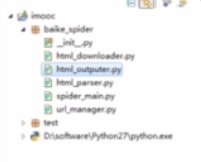 imooc
baike_spider
__init__.py
html_downloader.py
html_outputer.py
html_parser.py
spider_main.py
url_manager.py
test
D:\software\Python27\python.exe